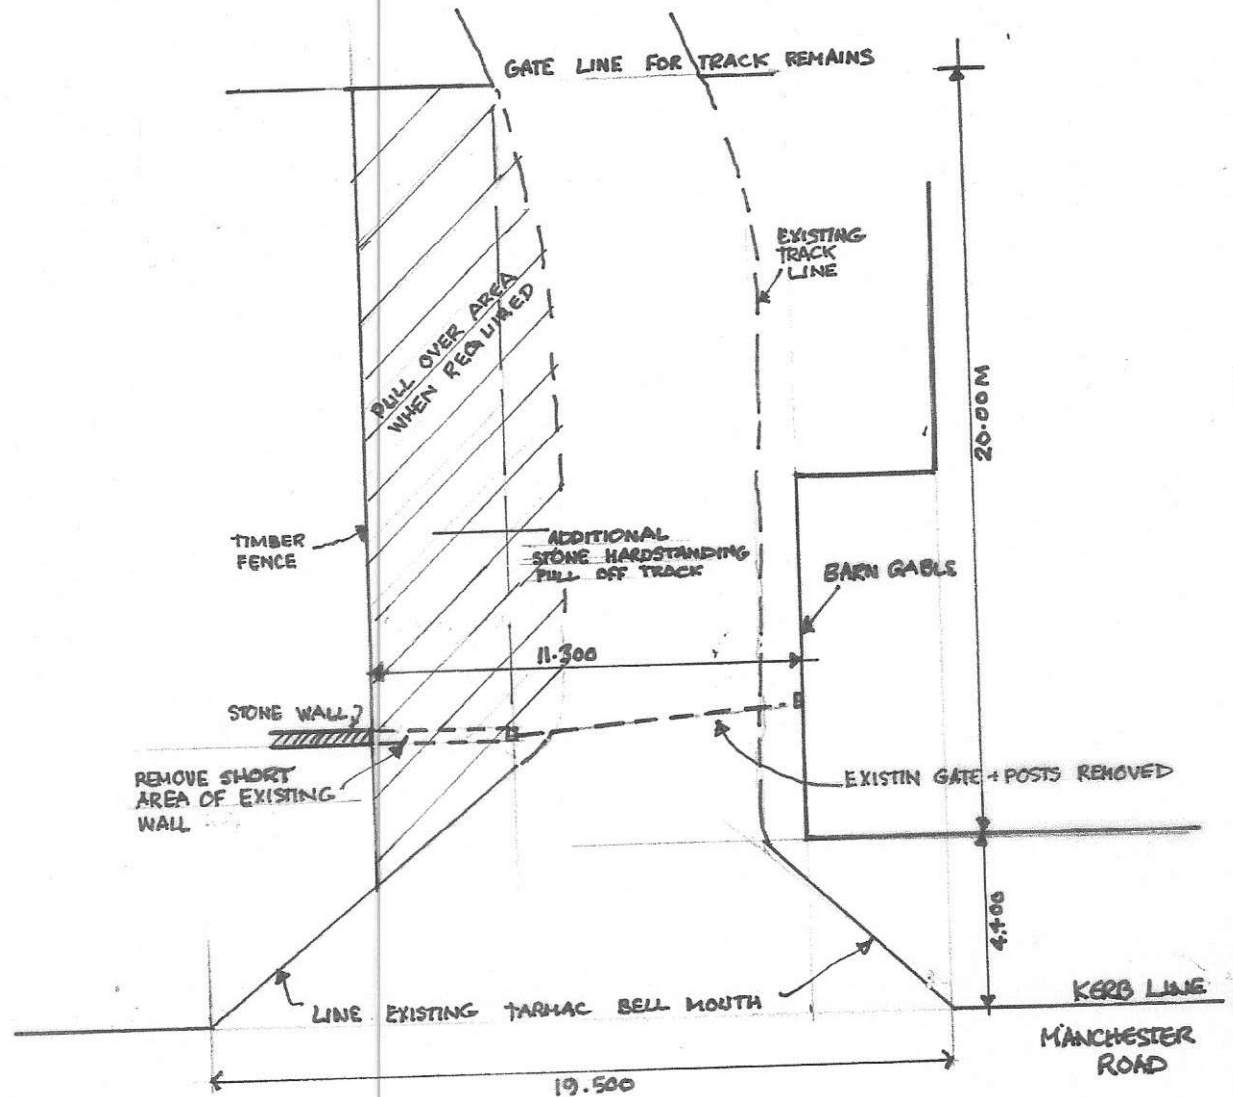 GATE LINE FOR TRACK REMAINS
EXISTING
TRACK
LINE
PULL OVER AREA
WHEN REQUIRED
20.00M
TIMBER
FENCE
ADDITIONAL
STONE HARDSTANDING
PULL OFF TRACK
BARN GABLE
11.300
STONE WALL
REMOVE SHORT
AREA OF EXISTING
WALL
EXISTIN GATE + POSTS REMOVED
4.400
LINE EXISTING TARMAC BELL MOUTH
KERB LINE
MANCHESTER
ROAD
19.500